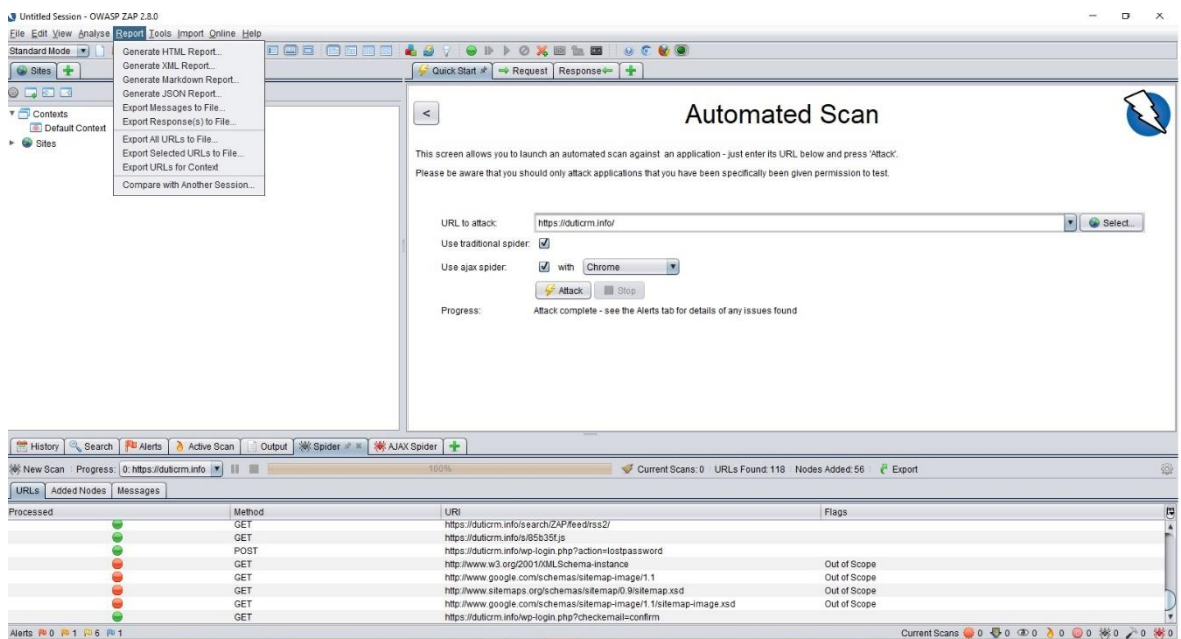 Untitled Session - OWASP ZAP 2.8.0
File Edit View Analyse Report Tools Import Online Help
Standard Mode
Generate HTML Report...
Generate XML Report...
Generate Markdown Report...
Generate JSON Report...
Export Messages to File...
Export Response(s) to File...
Export All URLs to File...
Export Selected URLs to File...
Export URLs for Context
Compare with Another Session...
Sites
Contexts
Default Context
Sites
Quick Start Request Response
<
Automated Scan
This screen allows you to launch an automated scan against an application - just enter its URL below and press 'Attack'.
Please be aware that you should only attack applications that you have been specifically been given permission to test.
URL to attack: https://duticrm.info/ Select...
Use traditional spider:
Use ajax spider: with Chrome
Attack Stop
Progress: Attack complete - see the Alerts tab for details of any issues found
History Search Alerts Active Scan Output Spider AJAX Spider
New Scan Progress: 0: https://duticrm.info 100% Current Scans: 0 URLs Found: 118 Nodes Added: 56 Export
URLs Added Nodes Messages
Processed Method URI Flags
GET https://duticrm.info/search/ZAP/feed/rss2/
GET https://duticrm.info/s/85b35f.js
POST https://duticrm.info/wp-login.php?action=lostpassword
GET http://www.w3.org/2001/XMLSchema-instance Out of Scope
GET http://www.google.com/schemas/sitemap-image/1.1 Out of Scope
GET http://www.sitemaps.org/schemas/sitemap/0.9/sitemap.xsd Out of Scope
GET http://www.google.com/schemas/sitemap-image/1.1/sitemap-image.xsd Out of Scope
GET https://duticrm.info/wp-login.php?checkemail=confirm
Alerts 0 1 6 1 Current Scans 0 0 0 0 0 0 0 0